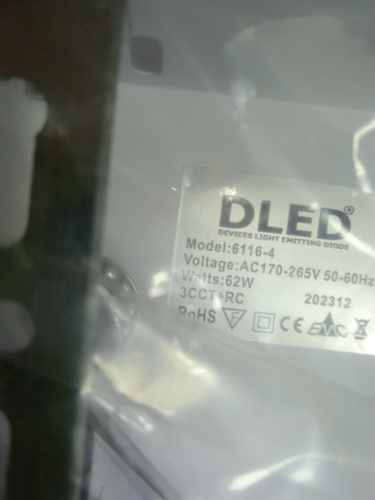 DLED®
DEVICES LIGHT EMITTING DIODE
Model:6116-4
Voltage:AC170-265V 50-60Hz
Watts:62W
3CCT+RC 202312
RoHS F CE EMC